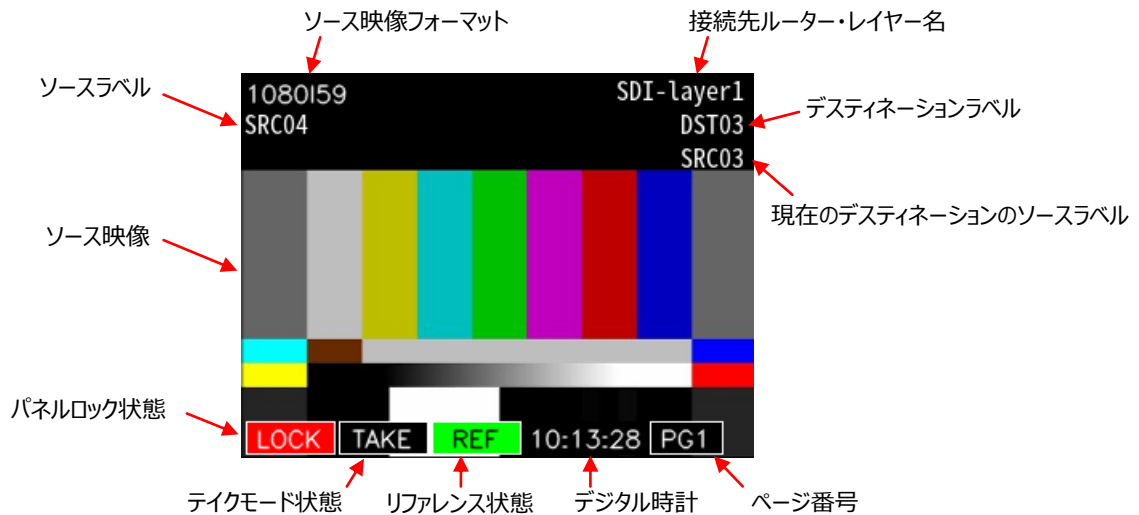 ソース映像フォーマット
接続先ルーター・レイヤー名
ソースラベル
1080I59
SDI-layer1
デスティネーションラベル
SRC04
DST03
SRC03
現在のデスティネーションのソースラベル
ソース映像
パネルロック状態
LOCK TAKE REF 10:13:28 PG1
テイクモード状態 リファレンス状態 デジタル時計 ページ番号